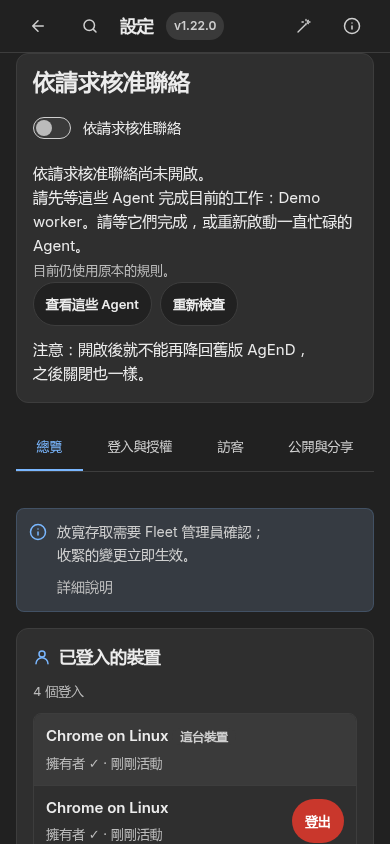 設定 v1.22.0
依請求核准聯絡
依請求核准聯絡
依請求核准聯絡尚未開啟。
請先等這些 Agent 完成目前的工作：Demo
worker。請等它們完成，或重新啟動一直忙碌的
Agent。
目前仍使用原本的規則。
查看這些 Agent 重新檢查
注意：開啟後就不能再降回舊版 AgEnD，
之後關閉也一樣。
總覽 登入與授權 訪客 公開與分享
放寬存取需要 Fleet 管理員確認；
收緊的變更立即生效。
詳細說明
已登入的裝置
4 個登入
Chrome on Linux 這台裝置
擁有者 ✓ · 剛剛活動
Chrome on Linux
登出
擁有者 ✓ · 剛剛活動